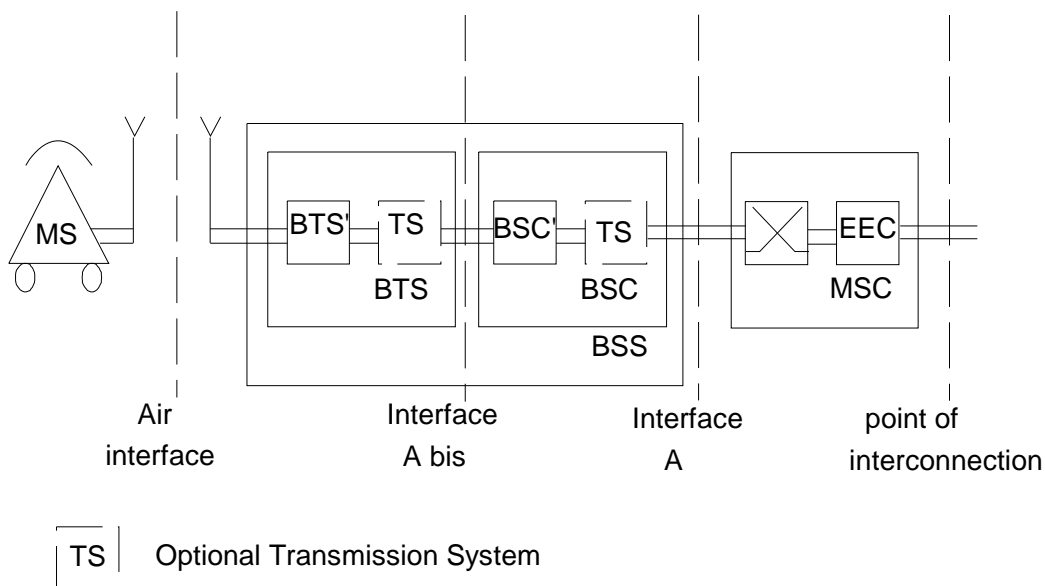 MS
BTS'
TS
BTS
BSC'
TS
BSC
BSS
EEC
MSC
Air
interface
Interface
A bis
Interface
A
point of
interconnection
TS
Optional Transmission System